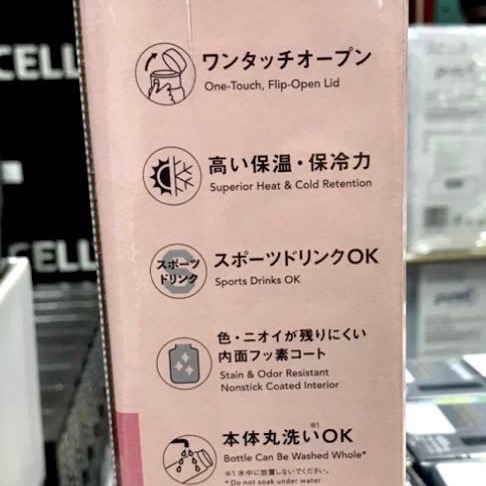 CELL
ワンタッチオープン
One-Touch, Flip-Open Lid
高い保温・保冷力
Superior Heat & Cold Retention
CELL
スポーツ
ドリンク
スポーツドリンクOK
Sports Drinks OK
色・ニオイが残りにくい
内面フッ素コート
Stain & Odor Resistant
Nonstick Coated Interior
本体丸洗い※1OK
Bottle Can Be Washed Whole*
※1 水中に放置しないでください。
* Do not soak under water